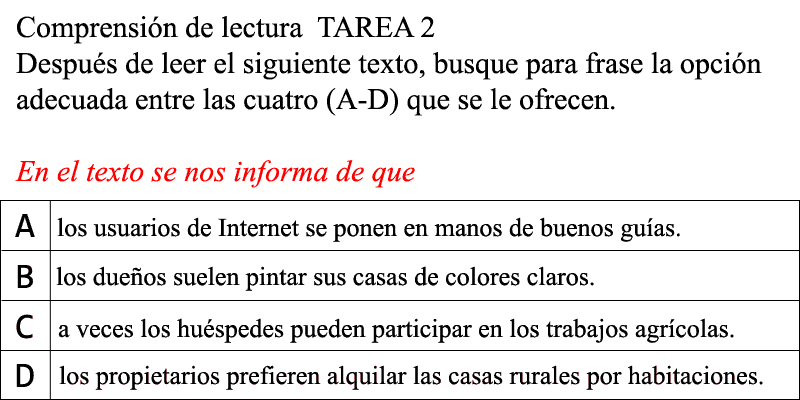 Comprensión de lectura  TAREA 2
Después de leer el siguiente texto, busque para frase la opción
adecuada entre las cuatro (A-D) que se le ofrecen.
En el texto se nos informa de que
A los usuarios de Internet se ponen en manos de buenos guías.
B los dueños suelen pintar sus casas de colores claros.
C a veces los huéspedes pueden participar en los trabajos agrícolas.
D los propietarios prefieren alquilar las casas rurales por habitaciones.